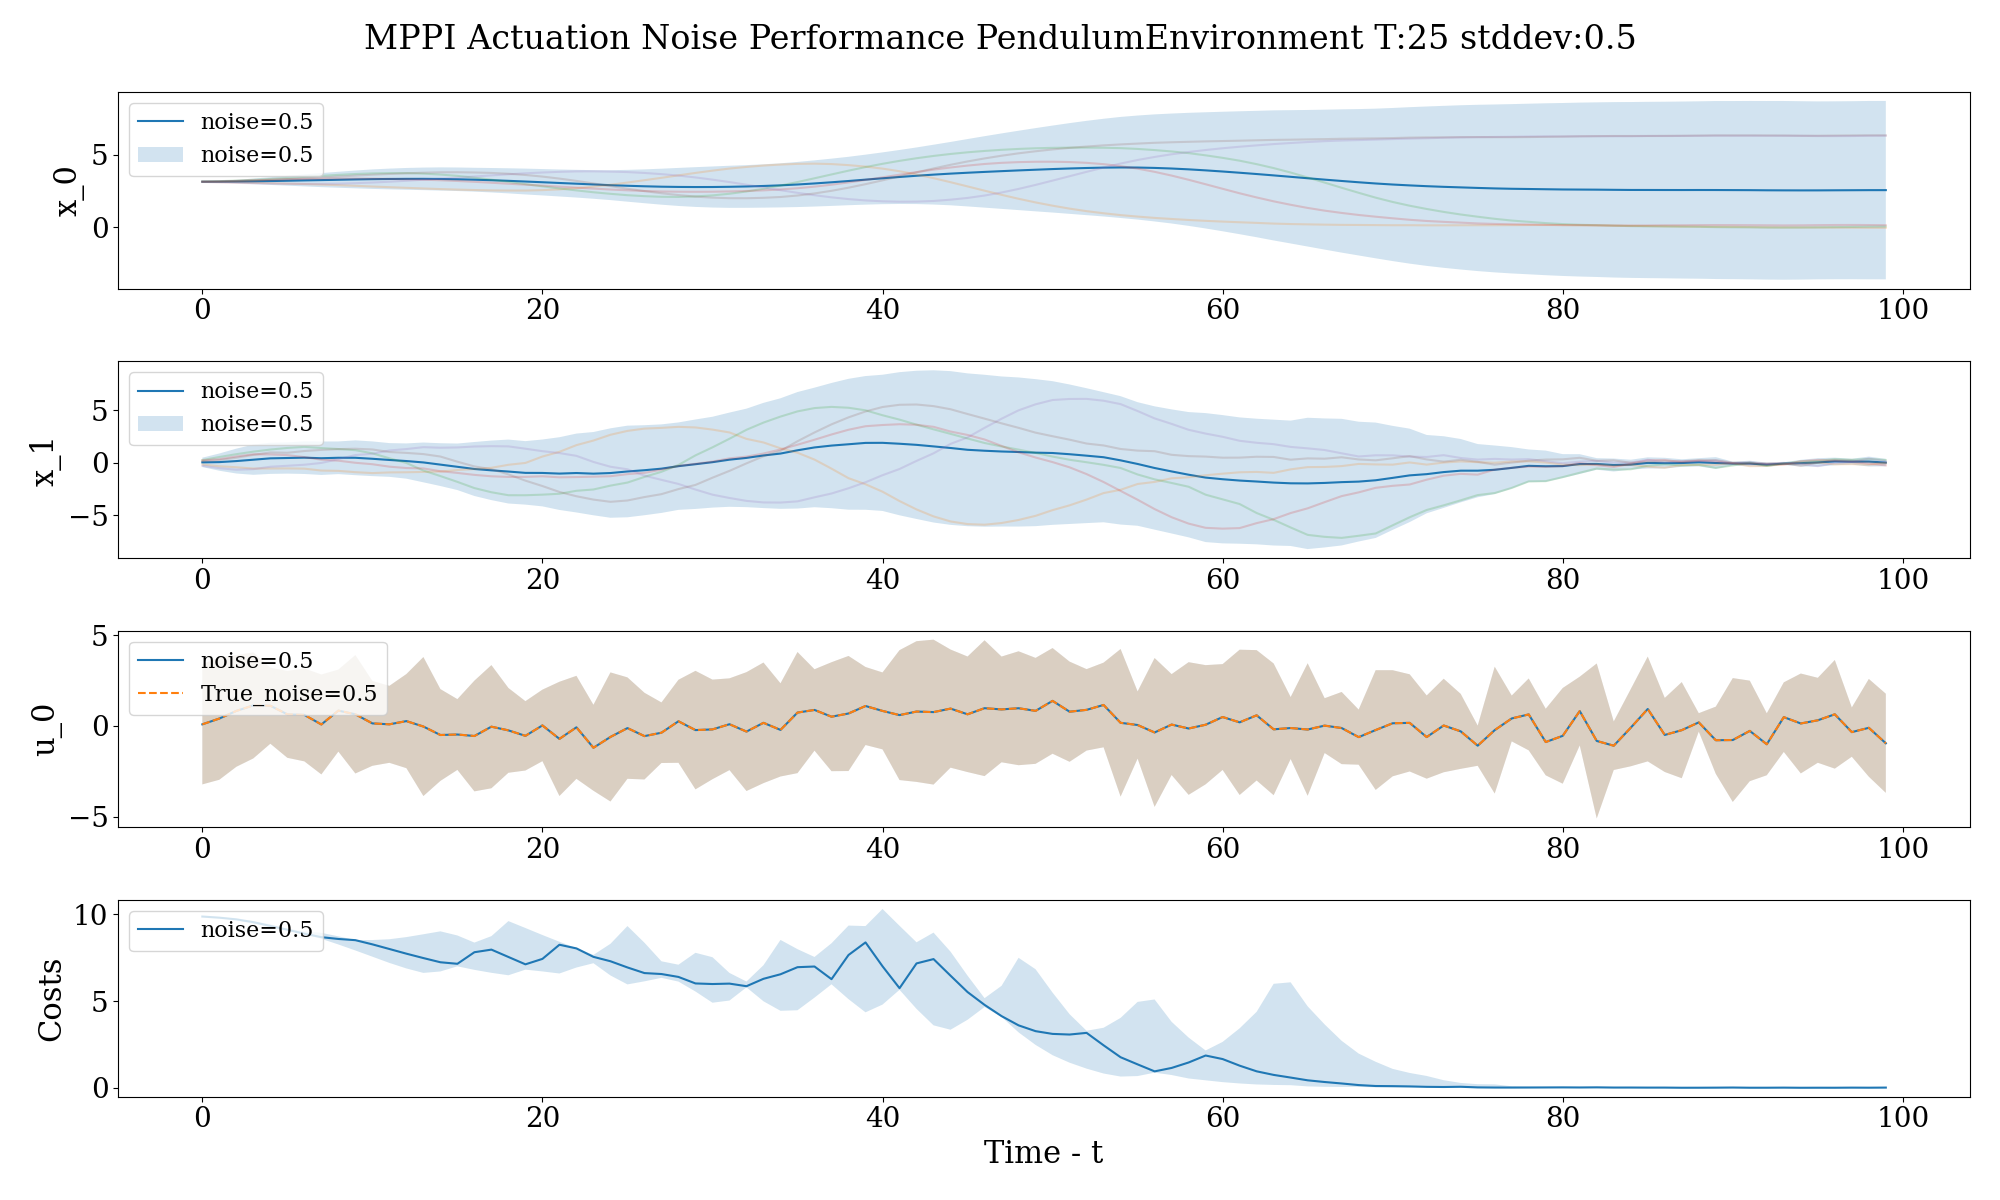 MPPI Actuation Noise Performance PendulumEnvironment T:25 stddev:0.5
noise=0.5
noise=0.5
x_0
5
0
0 20 40 60 80 100
noise=0.5
noise=0.5
x_1
5
0
−5
0 20 40 60 80 100
noise=0.5
True_noise=0.5
u_0
5
0
−5
0 20 40 60 80 100
noise=0.5
Costs
10
5
0
0 20 40 60 80 100
Time - t